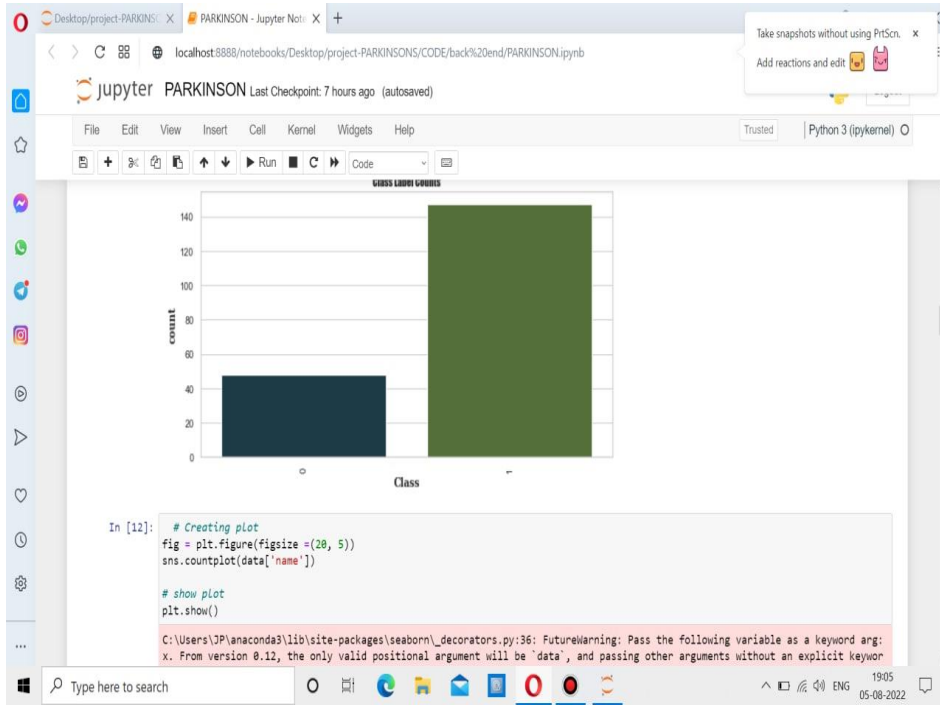 Desktop/project-PARKINSO
PARKINSON - Jupyter Note
Take snapshots without using PrtScn.
Add reactions and edit
localhost:8888/notebooks/Desktop/project-PARKINSONS/CODE/back%20end/PARKINSON.ipynb
jupyter PARKINSON Last Checkpoint: 7 hours ago (autosaved)
File Edit View Insert Cell Kernel Widgets Help
Trusted Python 3 (ipykernel)
Run Code
Class Label Counts
140
120
100
80
60
40
20
0
count
0 1
Class
In [12]: # Creating plot
fig = plt.figure(figsize =(20, 5))
sns.countplot(data['name'])
# show plot
plt.show()
C:\Users\JP\anaconda3\lib\site-packages\seaborn\_decorators.py:36: FutureWarning: Pass the following variable as a keyword arg:
x. From version 0.12, the only valid positional argument will be `data`, and passing other arguments without an explicit keywor
Type here to search
ENG
19:05
05-08-2022